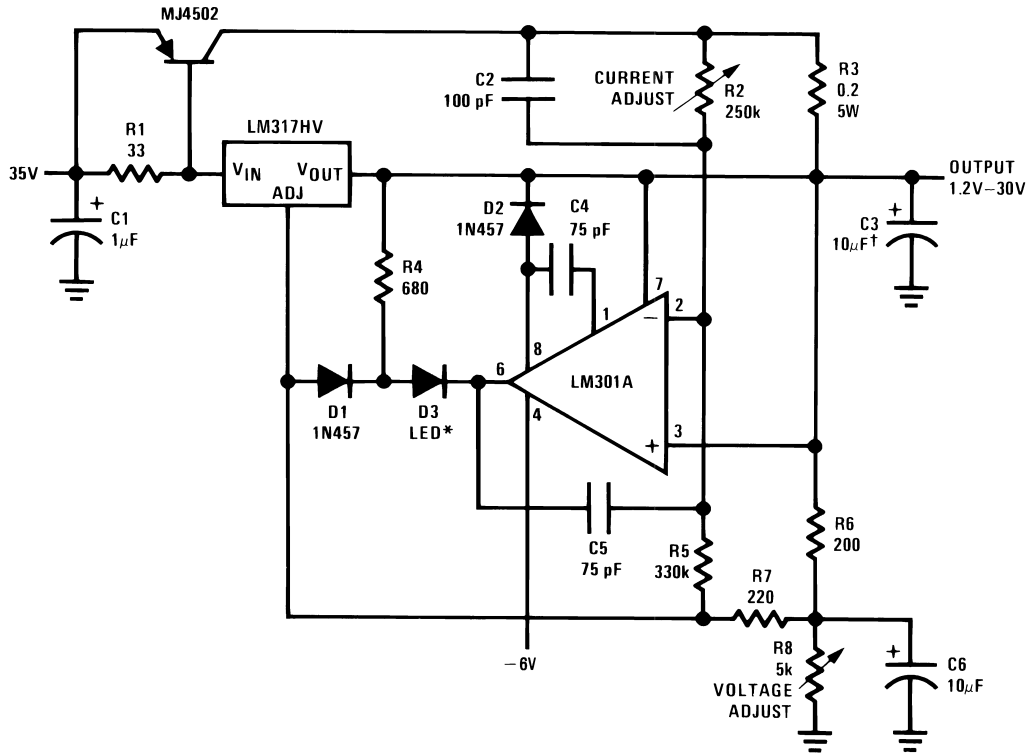 MJ4502
C2
100 pF
CURRENT
ADJUST
R2
250k
R3
0.2
5W
R1
33
LM317HV
35V
VIN
VOUT
ADJ
OUTPUT
1.2V–30V
+
C1
1μF
D2
1N457
C4
75 pF
+
C3
10μF†
R4
680
7
1
2
−
8
6
LM301A
D1
1N457
D3
LED*
4
3
+
C5
75 pF
R5
330k
R6
200
R7
220
−6V
R8
5k
VOLTAGE
ADJUST
+
C6
10μF